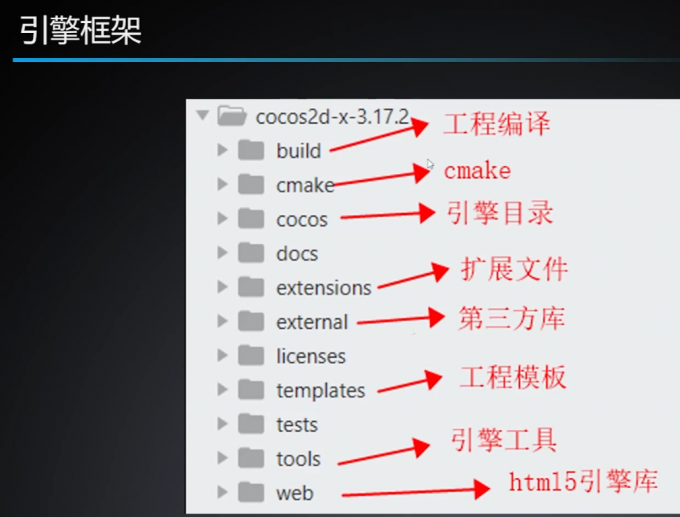 引擎框架
cocos2d-x-3.17.2
build 工程编译
cmake cmake
cocos 引擎目录
docs
extensions 扩展文件
external 第三方库
licenses
templates 工程模板
tests
tools 引擎工具
web html5引擎库